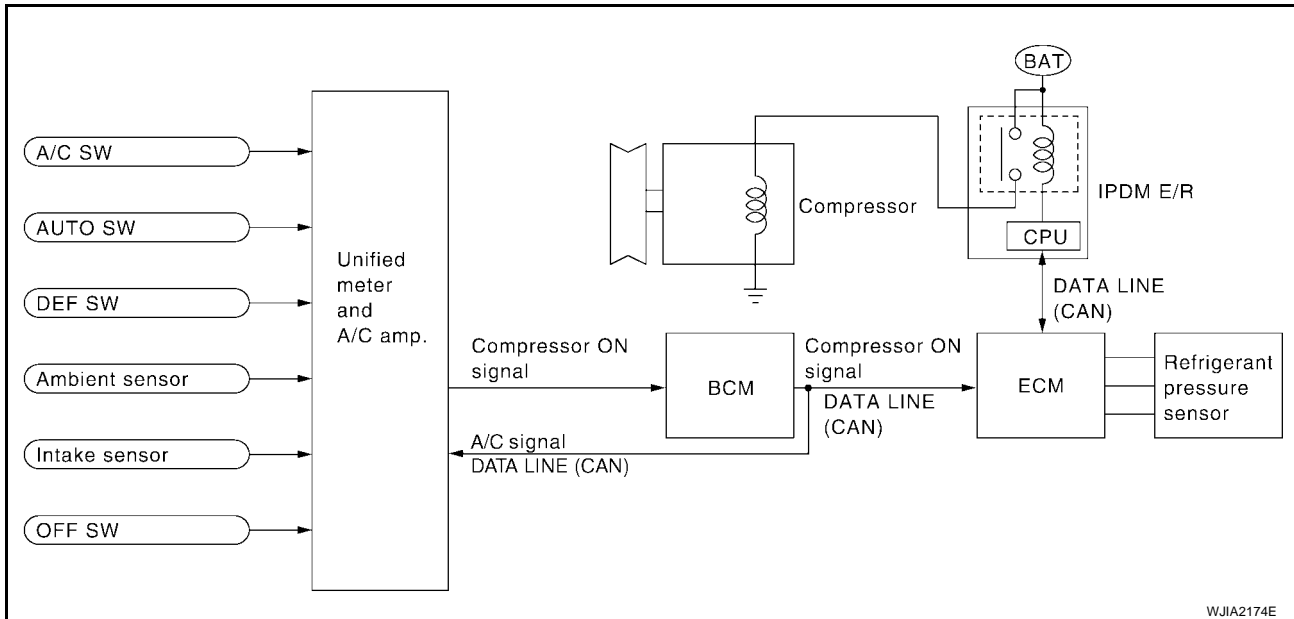 BAT
A/C SW
AUTO SW
DEF SW
Ambient sensor
Intake sensor
OFF SW
Unified
meter
and
A/C amp.
Compressor
IPDM E/R
CPU
DATA LINE
(CAN)
Compressor ON
signal
BCM
Compressor ON
signal
DATA LINE
(CAN)
ECM
Refrigerant
pressure
sensor
A/C signal
DATA LINE (CAN)
WJIA2174E